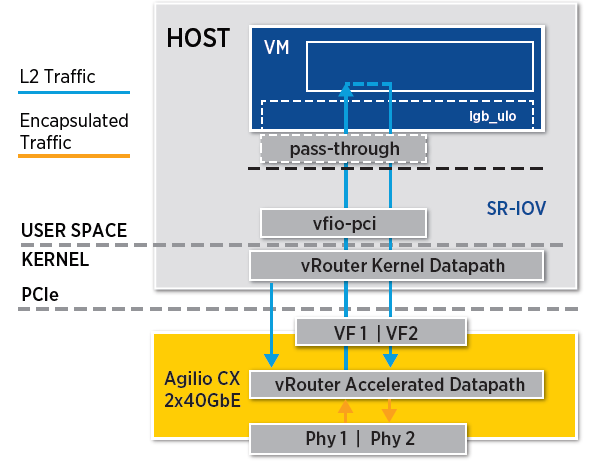 HOST
VM
L2 Traffic
Encapsulated
Traffic
Igb_ulo
pass-through
SR-IOV
vfio-pci
USER SPACE
KERNEL
vRouter Kernel Datapath
PCIe
VF 1 | VF2
Agilio CX
2x40GbE
vRouter Accelerated Datapath
Phy 1 | Phy 2